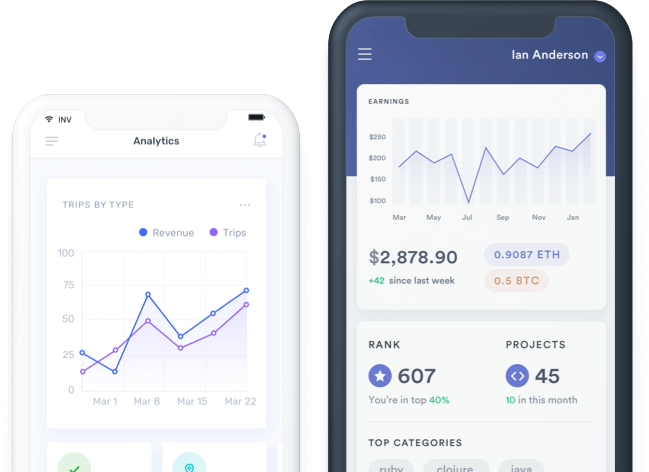 INV
Analytics
TRIPS BY TYPE
Revenue
Trips
100
75
50
25
0
Mar 1
Mar 8
Mar 15
Mar 22
Ian Anderson
EARNINGS
$250
$200
$150
$100
Mar
May
Jul
Sep
Nov
Jan
$2,878.90
+42 since last week
0.9087 ETH
0.5 BTC
RANK
607
You're in top 40%
PROJECTS
45
10 in this month
TOP CATEGORIES
ruby
clojure
java